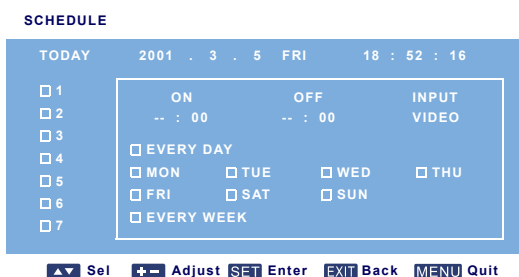 SCHEDULE
TODAY 2001 . 3 . 5 FRI 18 : 52 : 16
1
2
3
4
5
6
7
ON OFF INPUT
-- : 00 -- : 00 VIDEO
EVERY DAY
MON TUE WED THU
FRI SAT SUN
EVERY WEEK
▲▼ Sel + − Adjust SET Enter EXIT Back MENU Quit